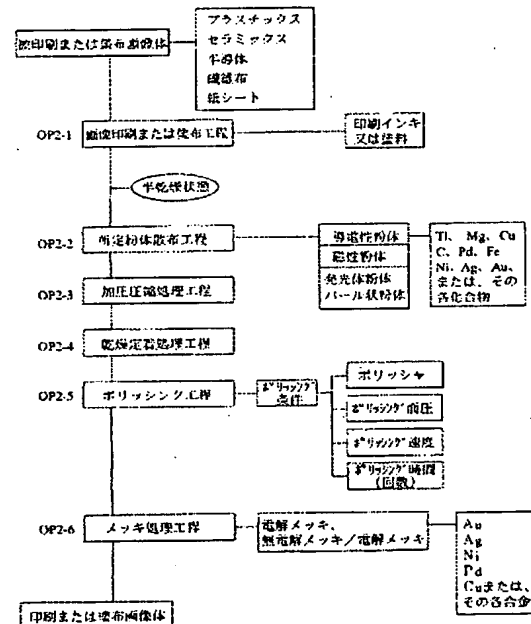 プラスチックス
セラミックス
半導体
繊維布
紙シート
被印刷または塗布画像体
OP2-1 画像印刷または塗布工程
印刷インキ
又は塗料
半乾燥状態
OP2-2 所定粉体散布工程
導電性粉体
磁性粉体
発光体粉体
パール状粉体
Ti、Mg、Cu
C、Pd、Fe
Ni、Ag、Au、
または、その
各化合物
OP2-3 加圧圧縮処理工程
OP2-4 乾燥定着処理工程
OP2-5 ポリッシング工程
ポリッシング
条件
ポリッシャ
ポリッシング荷圧
ポリッシング速度
ポリッシング時間
(回数)
OP2-6 メッキ処理工程
電解メッキ、
無電解メッキ/電解メッキ
Au
Ag
Ni
Pd
Cuまたは、
その各合金
印刷または塗布画像体